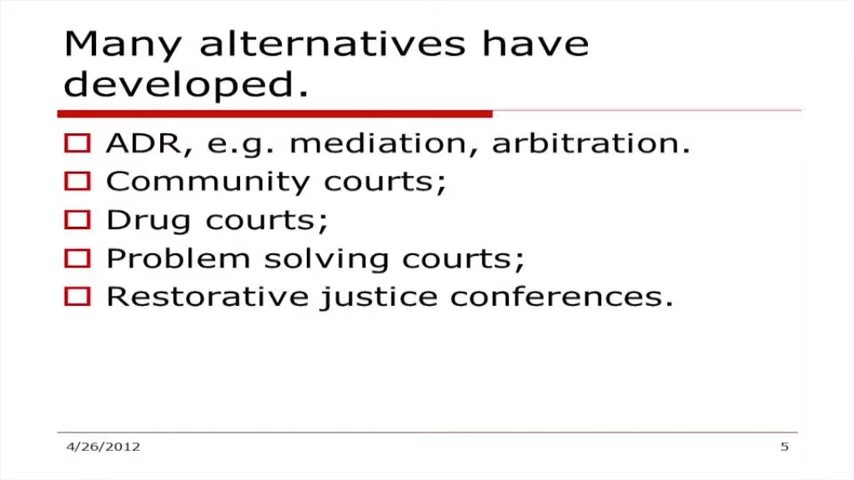 Many alternatives have
developed.
ADR, e.g. mediation, arbitration.
Community courts;
Drug courts;
Problem solving courts;
Restorative justice conferences.
4/26/2012
5